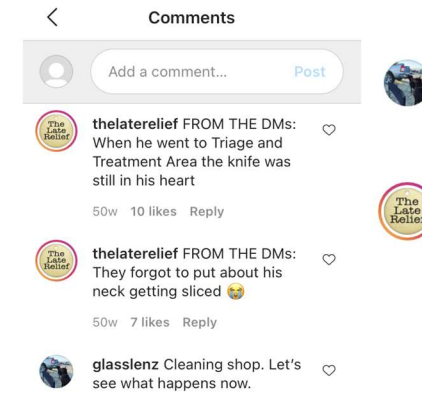 Comments
Add a comment... Post
The
Late
Relief
thelaterelief FROM THE DMs:
When he went to Triage and
Treatment Area the knife was
still in his heart
50w 10 likes Reply
The
Late
Relief
thelaterelief FROM THE DMs:
They forgot to put about his
neck getting sliced 😭
50w 7 likes Reply
glasslenz Cleaning shop. Let's
see what happens now.
The
Late
Relie